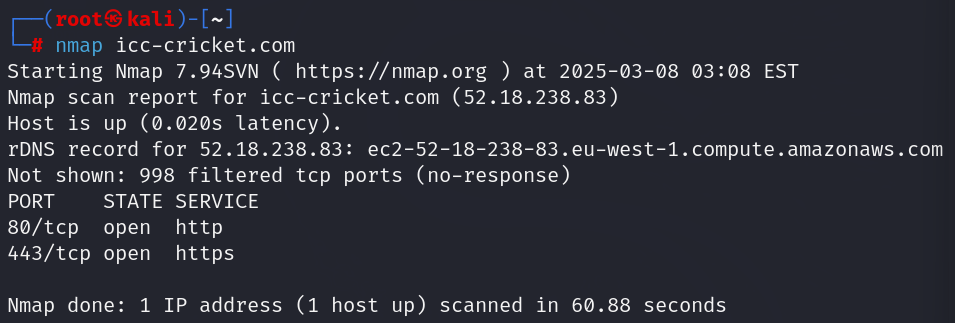 ┌──(root㉿kali)-[~]
└─# nmap icc-cricket.com
Starting Nmap 7.94SVN ( https://nmap.org ) at 2025-03-08 03:08 EST
Nmap scan report for icc-cricket.com (52.18.238.83)
Host is up (0.020s latency).
rDNS record for 52.18.238.83: ec2-52-18-238-83.eu-west-1.compute.amazonaws.com
Not shown: 998 filtered tcp ports (no-response)
PORT    STATE SERVICE
80/tcp  open  http
443/tcp open  https
Nmap done: 1 IP address (1 host up) scanned in 60.88 seconds